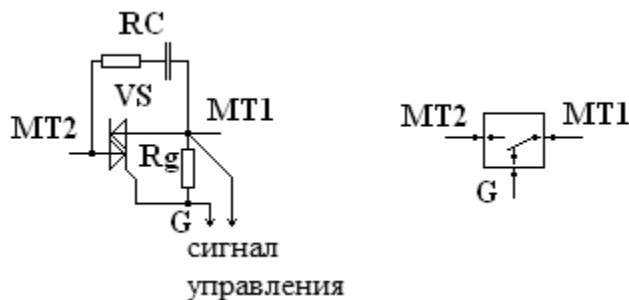 RC
VS
MT2
MT1
Rg
G
сигнал
управления
MT2
MT1
G